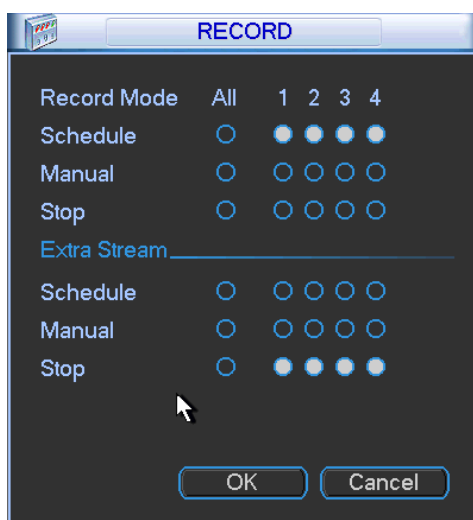 RECORD
Record Mode All 1 2 3 4
Schedule
Manual
Stop
Extra Stream
Schedule
Manual
Stop
OK Cancel